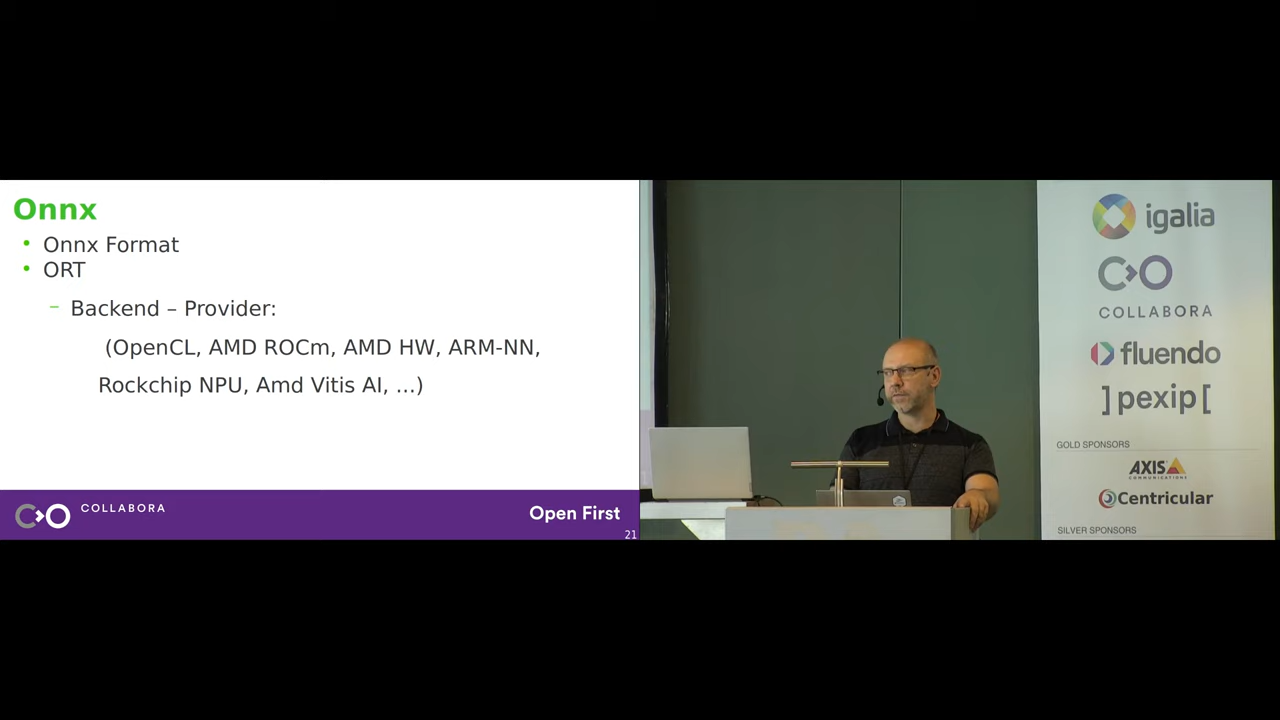 Onnx
• Onnx Format
• ORT
– Backend – Provider:
(OpenCL, AMD ROCm, AMD HW, ARM-NN,
Rockchip NPU, Amd Vitis AI, ...)
COLLABORA
Open First
21
igalia
COLLABORA
fluendo
]pexip[
GOLD SPONSORS
AXIS
COMMUNICATIONS
Centricular
SILVER SPONSORS